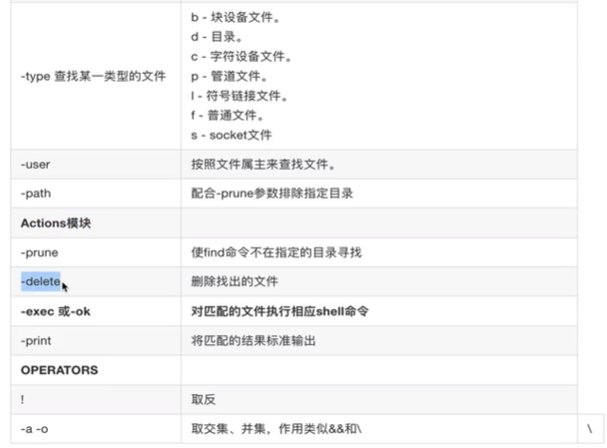 b - 块设备文件。
d - 目录。
c - 字符设备文件。
-type 查找某一类型的文件
p - 管道文件。
l - 符号链接文件。
f - 普通文件。
s - socket文件
-user 按照文件属主来查找文件。
-path 配合-prune参数排除指定目录
Actions模块
-prune 使find命令不在指定的目录寻找
-delete 删除找出的文件
-exec 或-ok 对匹配的文件执行相应shell命令
-print 将匹配的结果标准输出
OPERATORS
! 取反
-a -o 取交集、并集，作用类似&&和\ \